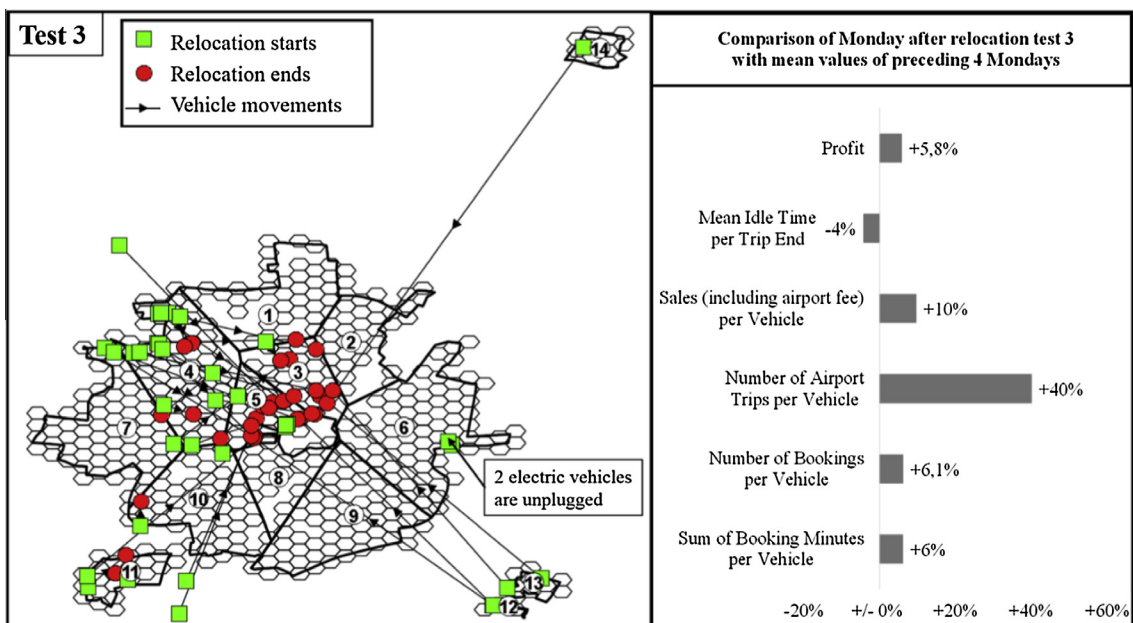 Test 3
Relocation starts
Relocation ends
Vehicle movements
14
1
2
3
4
5
6
7
8
9
10
11
12
13
2 electric vehicles
are unplugged
Comparison of Monday after relocation test 3
with mean values of preceding 4 Mondays
Profit
+5,8%
Mean Idle Time
per Trip End
-4%
Sales (including airport fee)
per Vehicle
+10%
Number of Airport
Trips per Vehicle
+40%
Number of Bookings
per Vehicle
+6,1%
Sum of Booking Minutes
per Vehicle
+6%
-20% +/- 0% +20% +40% +60%